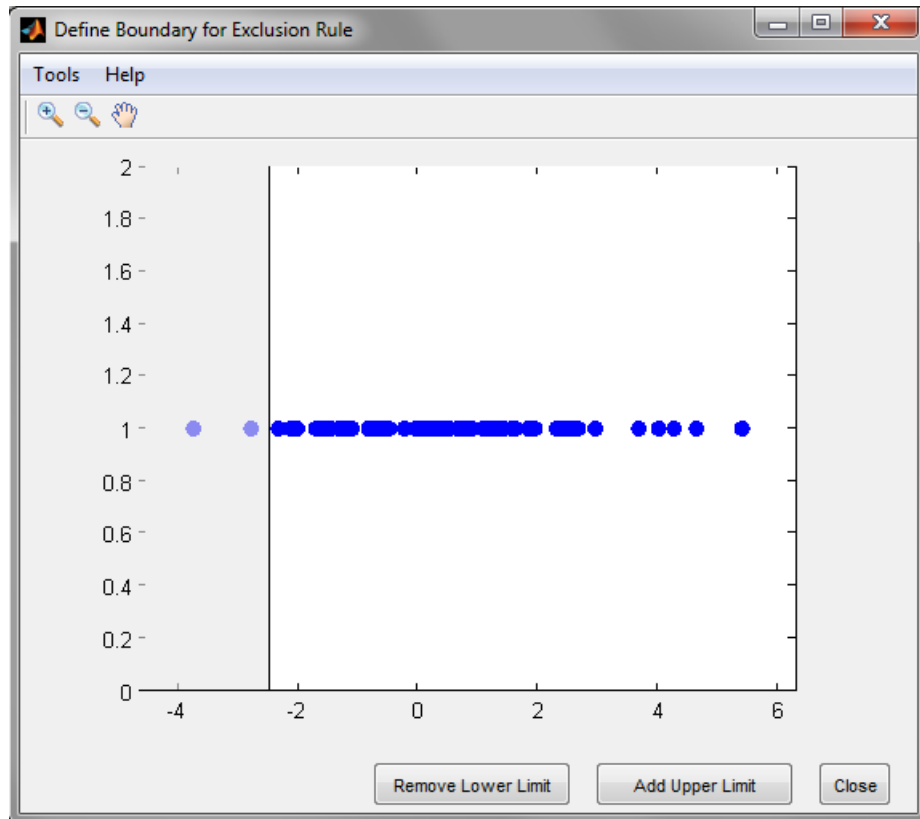 Define Boundary for Exclusion Rule
Tools Help
2
1.8
1.6
1.4
1.2
1
0.8
0.6
0.4
0.2
0
-4 -2 0 2 4 6
Remove Lower Limit Add Upper Limit Close